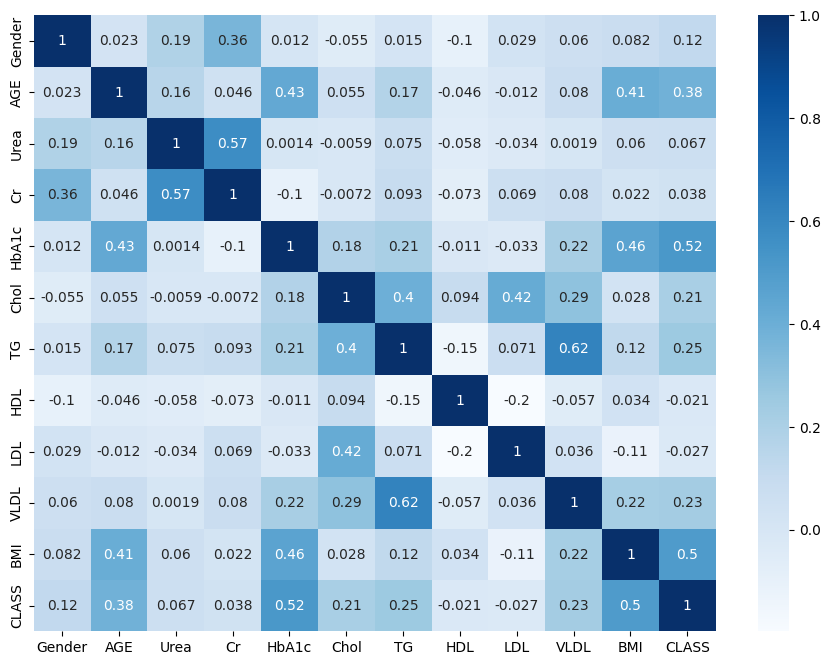 Gender 1 0.023 0.19 0.36 0.012 -0.055 0.015 -0.1 0.029 0.06 0.082 0.12
AGE 0.023 1 0.16 0.046 0.43 0.055 0.17 -0.046 -0.012 0.08 0.41 0.38
Urea 0.19 0.16 1 0.57 0.0014 -0.0059 0.075 -0.058 -0.034 0.0019 0.06 0.067
Cr 0.36 0.046 0.57 1 -0.1 -0.0072 0.093 -0.073 0.069 0.08 0.022 0.038
HbA1c 0.012 0.43 0.0014 -0.1 1 0.18 0.21 -0.011 -0.033 0.22 0.46 0.52
Chol -0.055 0.055 -0.0059 -0.0072 0.18 1 0.4 0.094 0.42 0.29 0.028 0.21
TG 0.015 0.17 0.075 0.093 0.21 0.4 1 -0.15 0.071 0.62 0.12 0.25
HDL -0.1 -0.046 -0.058 -0.073 -0.011 0.094 -0.15 1 -0.2 -0.057 0.034 -0.021
LDL 0.029 -0.012 -0.034 0.069 -0.033 0.42 0.071 -0.2 1 0.036 -0.11 -0.027
VLDL 0.06 0.08 0.0019 0.08 0.22 0.29 0.62 -0.057 0.036 1 0.22 0.23
BMI 0.082 0.41 0.06 0.022 0.46 0.028 0.12 0.034 -0.11 0.22 1 0.5
CLASS 0.12 0.38 0.067 0.038 0.52 0.21 0.25 -0.021 -0.027 0.23 0.5 1
Gender AGE Urea Cr HbA1c Chol TG HDL LDL VLDL BMI CLASS
1.0
0.8
0.6
0.4
0.2
0.0